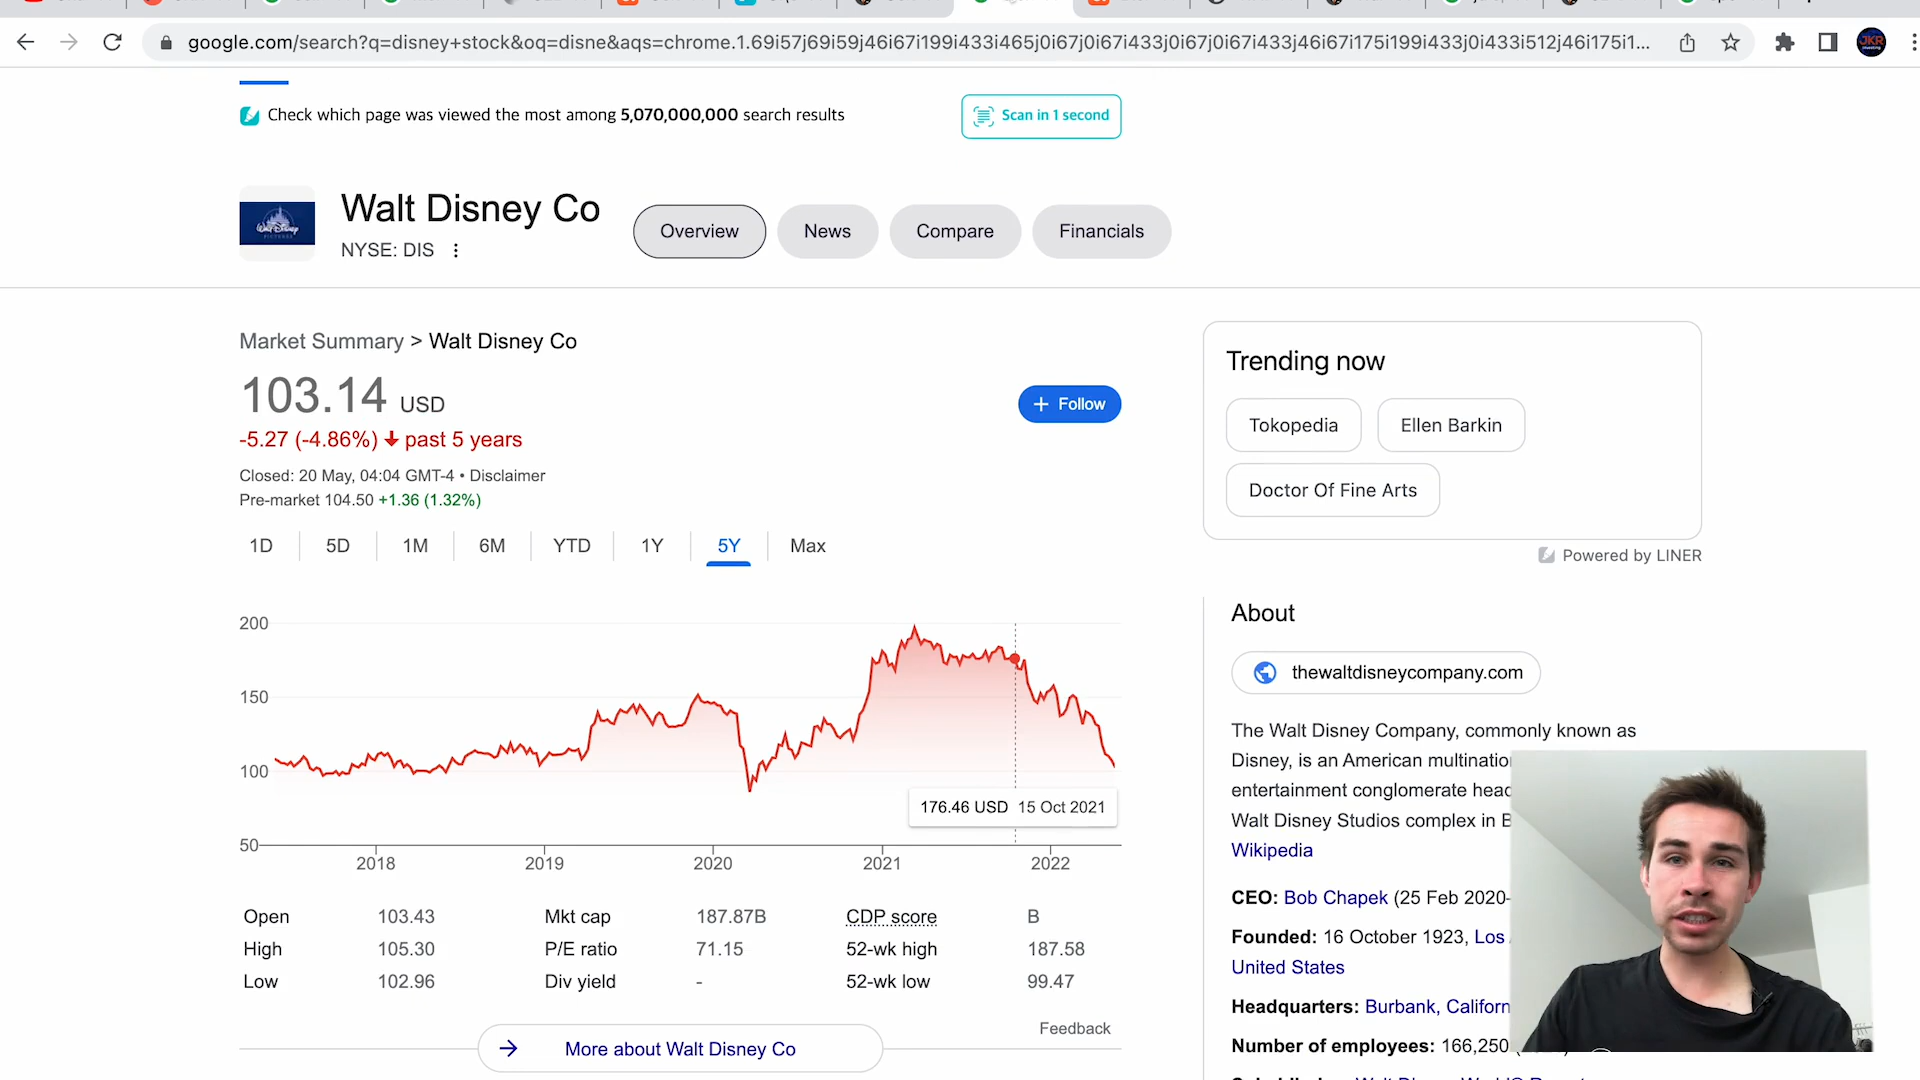 google.com/search?q=disney+stock&oq=disne&aqs=chrome.1.69i57j69i59j46i67i199i433i465j0i67j0i67i433j0i67j0i67i433j46i67i175i199i433j0i433i512j46i175i1...
JKR
Check which page was viewed the most among 5,070,000,000 search results
Scan in 1 second
Walt Disney Co
NYSE: DIS
Overview
News
Compare
Financials
Market Summary > Walt Disney Co
103.14 USD
Follow
-5.27 (-4.86%) past 5 years
Closed: 20 May, 04:04 GMT-4 • Disclaimer
Pre-market 104.50 +1.36 (1.32%)
1D 5D 1M 6M YTD 1Y 5Y Max
200
150
100
50
176.46 USD 15 Oct 2021
2018 2019 2020 2021 2022
Open 103.43 Mkt cap 187.87B CDP score B
High 105.30 P/E ratio 71.15 52-wk high 187.58
Low 102.96 Div yield - 52-wk low 99.47
Feedback
More about Walt Disney Co
Trending now
Tokopedia
Ellen Barkin
Doctor Of Fine Arts
Powered by LINER
About
thewaltdisneycompany.com
The Walt Disney Company, commonly known as
Disney, is an American multinatio
entertainment conglomerate head
Walt Disney Studios complex in B
Wikipedia
CEO: Bob Chapek (25 Feb 2020-
Founded: 16 October 1923, Los
United States
Headquarters: Burbank, Californ
Number of employees: 166,250